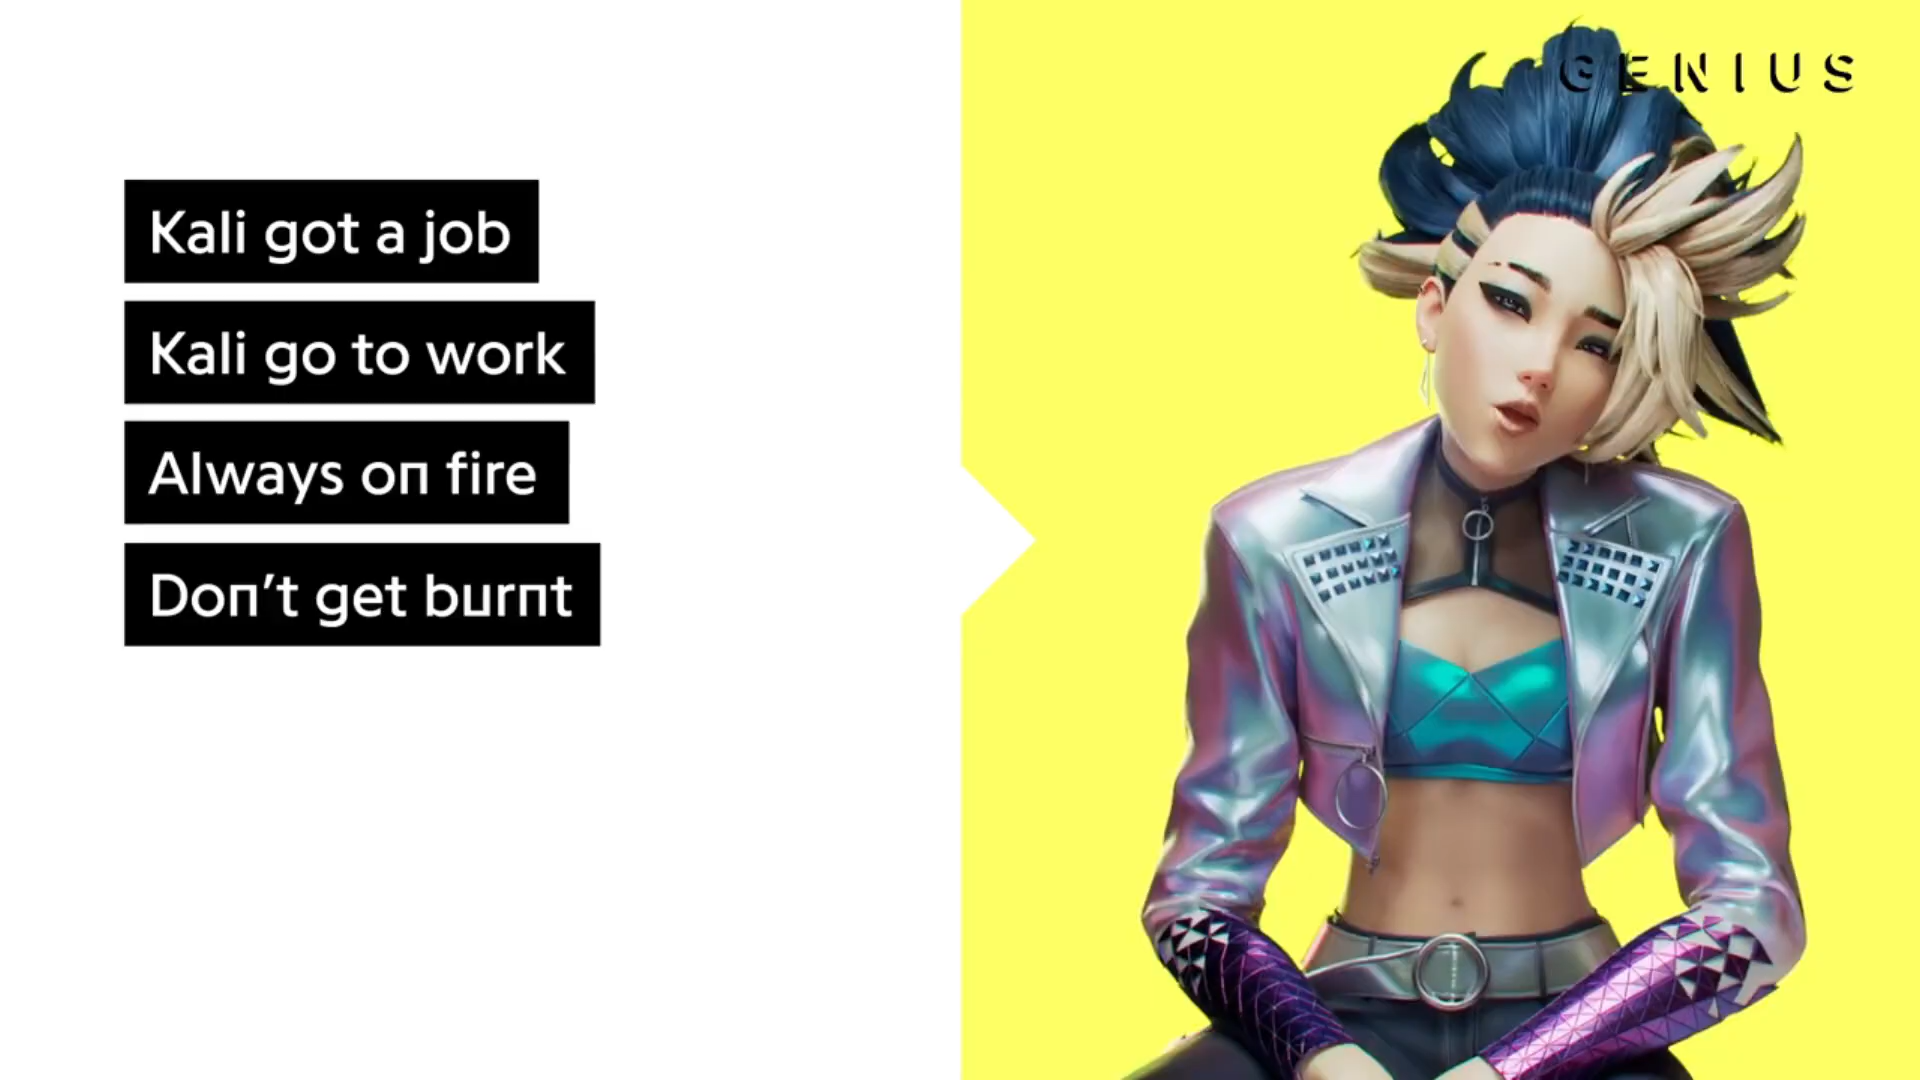 GENIUS
Kali got a job
Kali go to work
Always on fire
Don’t get burnt